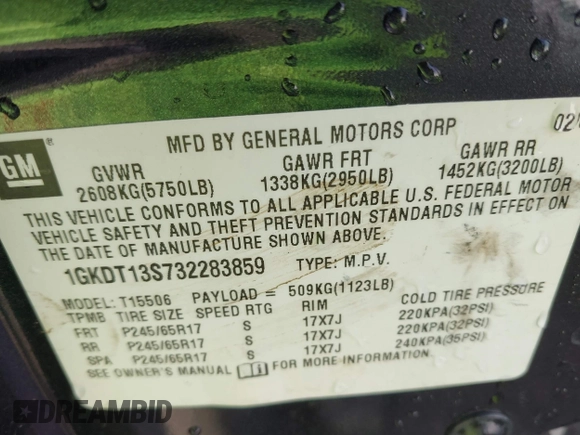 MFD BY GENERAL MOTORS CORP 02
GM
GVWR GAWR FRT GAWR RR
2608KG(5750LB) 1338KG(2950LB) 1452KG(3200LB)
THIS VEHICLE CONFORMS TO ALL APPLICABLE U.S. FEDERAL MOTOR
VEHICLE SAFETY AND THEFT PREVENTION STANDARDS IN EFFECT ON
THE DATE OF MANUFACTURE SHOWN ABOVE.
1GKDT13S732283859 TYPE: M.P.V.
MODEL: T15506 PAYLOAD = 509KG(1123LB)
TPMB TIRE SIZE SPEED RTG RIM COLD TIRE PRESSURE
FRT P245/65R17 S 17X7J 220KPA(32PSI)
RR P245/65R17 S 17X7J 220KPA(32PSI)
SPA P245/65R17 S 17X7J 240KPA(35PSI)
SEE OWNER'S MANUAL FOR MORE INFORMATION.
DREAMBID